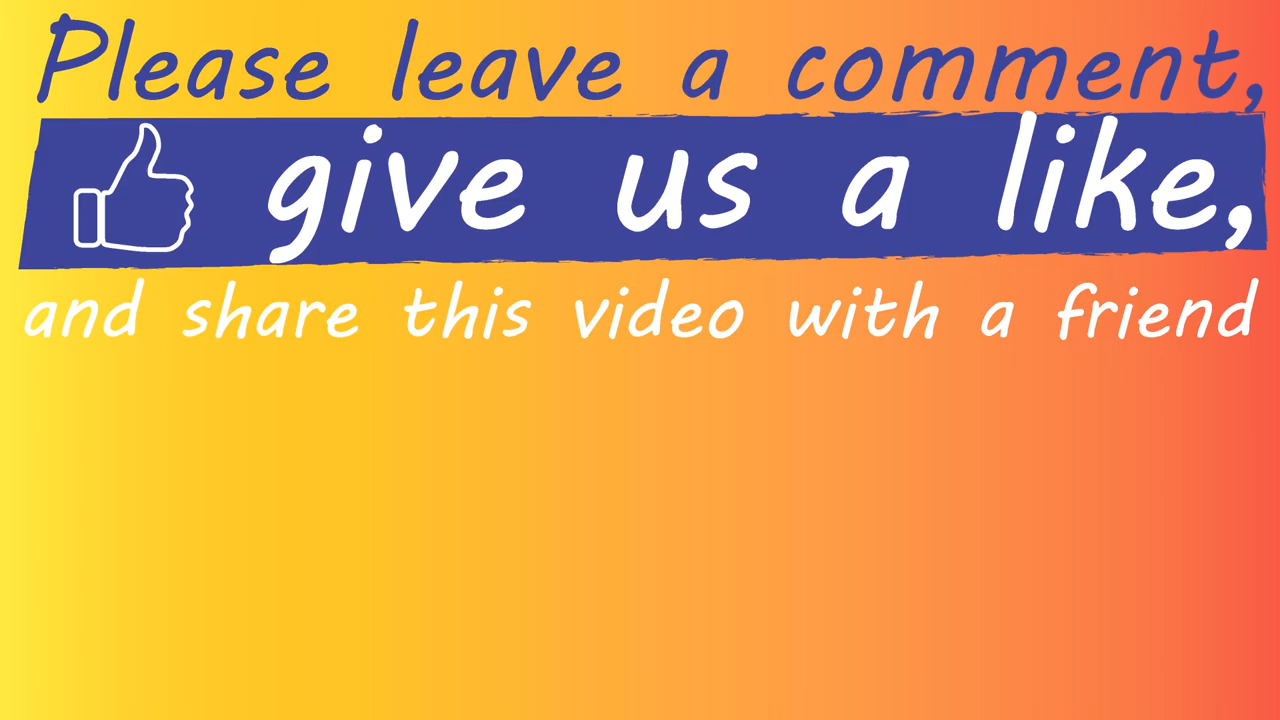 Please leave a comment,
give us a like,
and share this video with a friend